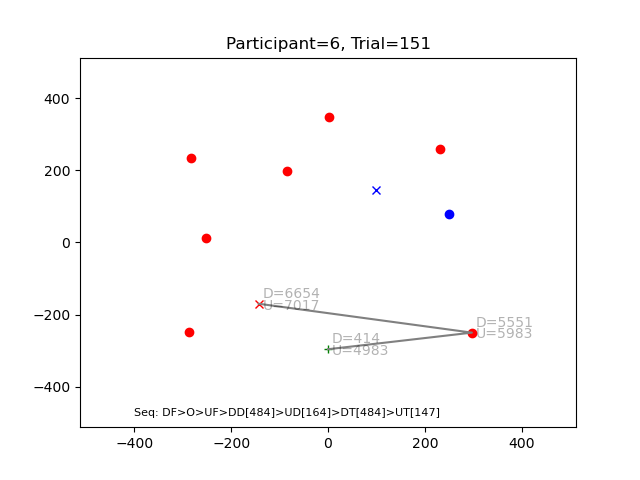 Participant=6, Trial=151
400
200
0
−200
−400
D=6654
U=7017
D=5551
U=5983
D=414
U=4983
Seq: DF>O>UF>DD[484]>UD[164]>DT[484]>UT[147]
−400
−200
0
200
400